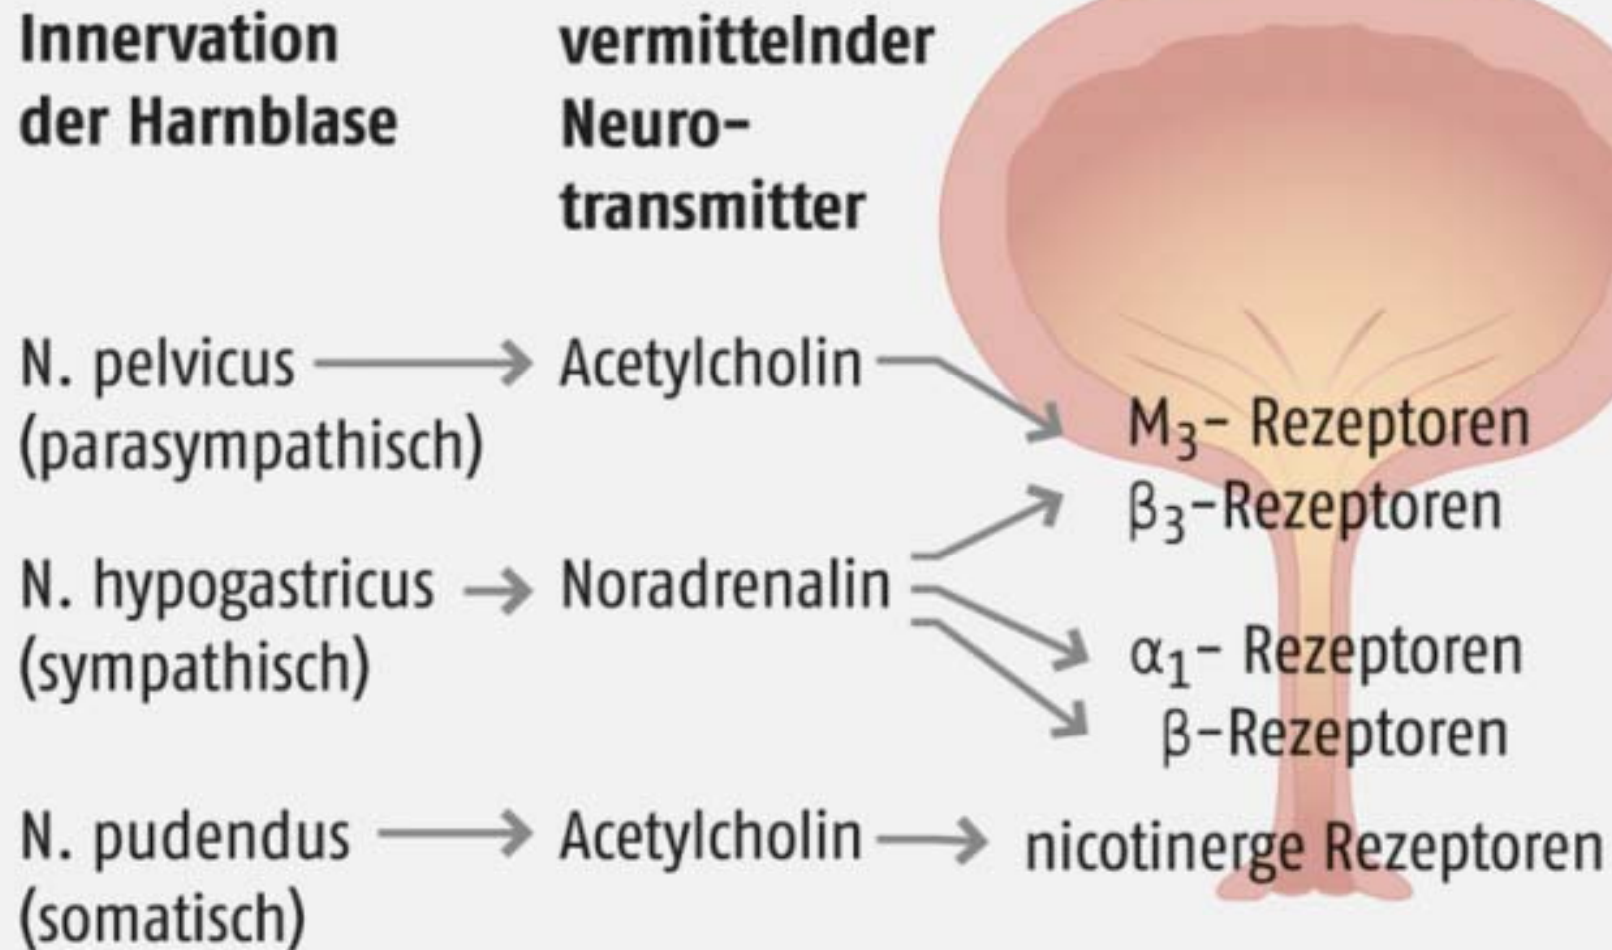 Innervation
der Harnblase
vermittelnder
Neuro-
transmitter
N. pelvicus
(parasympathisch)
Acetylcholin
M₃- Rezeptoren
β₃-Rezeptoren
N. hypogastricus
(sympathisch)
Noradrenalin
α₁- Rezeptoren
β-Rezeptoren
N. pudendus
(somatisch)
Acetylcholin
nicotinerge Rezeptoren